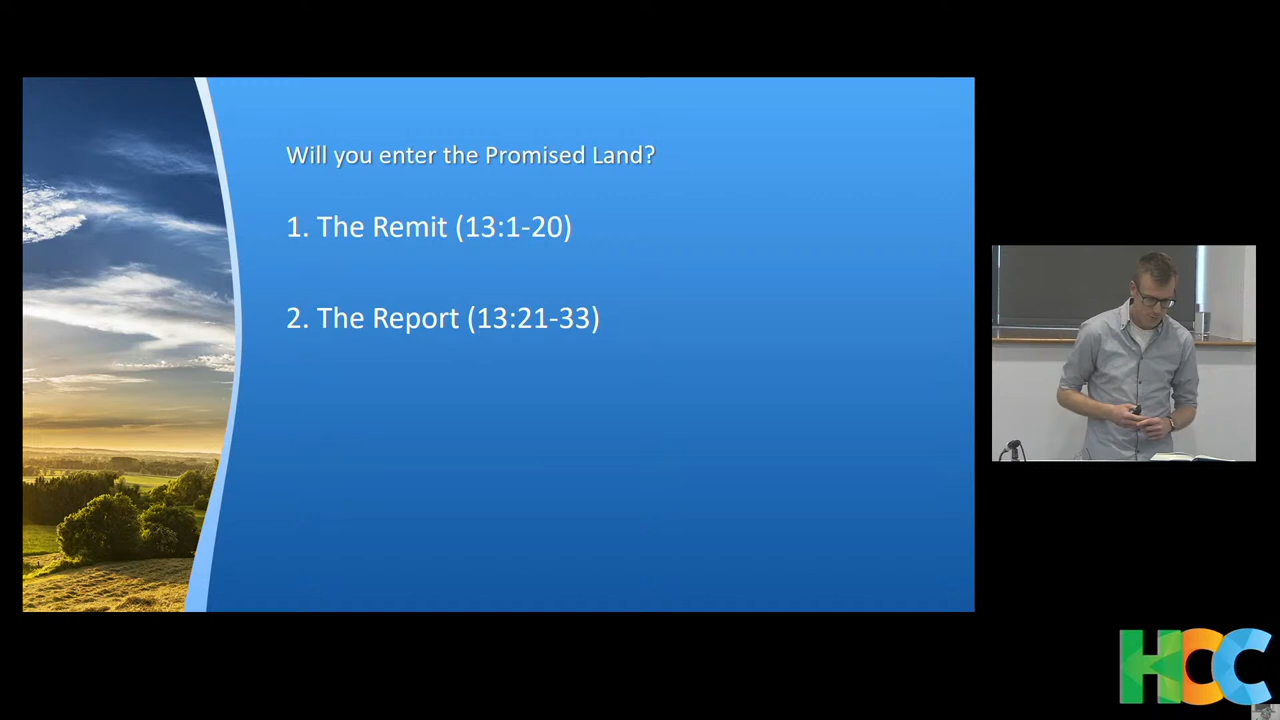 Will you enter the Promised Land?
1. The Remit (13:1-20)
2. The Report (13:21-33)
HCC